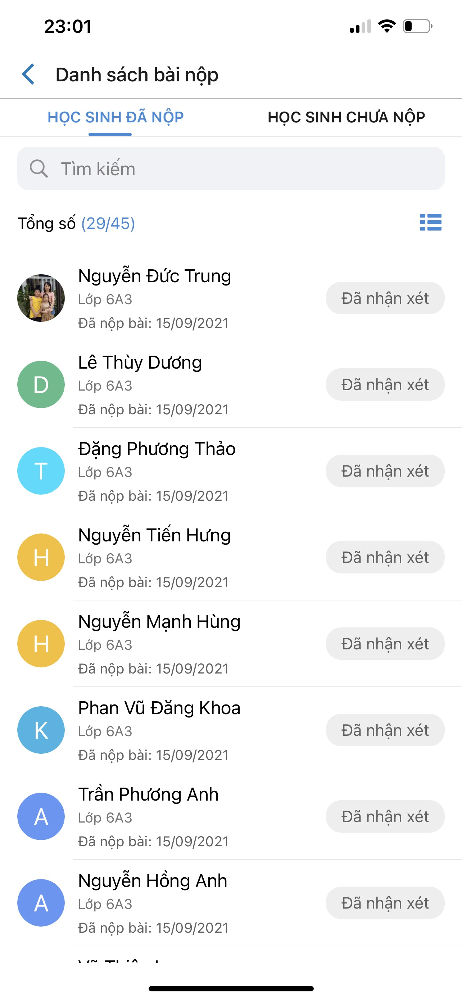 23:01
Danh sách bài nộp
HỌC SINH ĐÃ NỘP
HỌC SINH CHƯA NỘP
Tìm kiếm
Tổng số (29/45)
Nguyễn Đức Trung
Lớp 6A3
Đã nộp bài: 15/09/2021
Đã nhận xét
D
Lê Thùy Dương
Lớp 6A3
Đã nộp bài: 15/09/2021
Đã nhận xét
T
Đặng Phương Thảo
Lớp 6A3
Đã nộp bài: 15/09/2021
Đã nhận xét
H
Nguyễn Tiến Hưng
Lớp 6A3
Đã nộp bài: 15/09/2021
Đã nhận xét
H
Nguyễn Mạnh Hùng
Lớp 6A3
Đã nộp bài: 15/09/2021
Đã nhận xét
K
Phan Vũ Đăng Khoa
Lớp 6A3
Đã nộp bài: 15/09/2021
Đã nhận xét
A
Trần Phương Anh
Lớp 6A3
Đã nộp bài: 15/09/2021
Đã nhận xét
A
Nguyễn Hồng Anh
Lớp 6A3
Đã nộp bài: 15/09/2021
Đã nhận xét